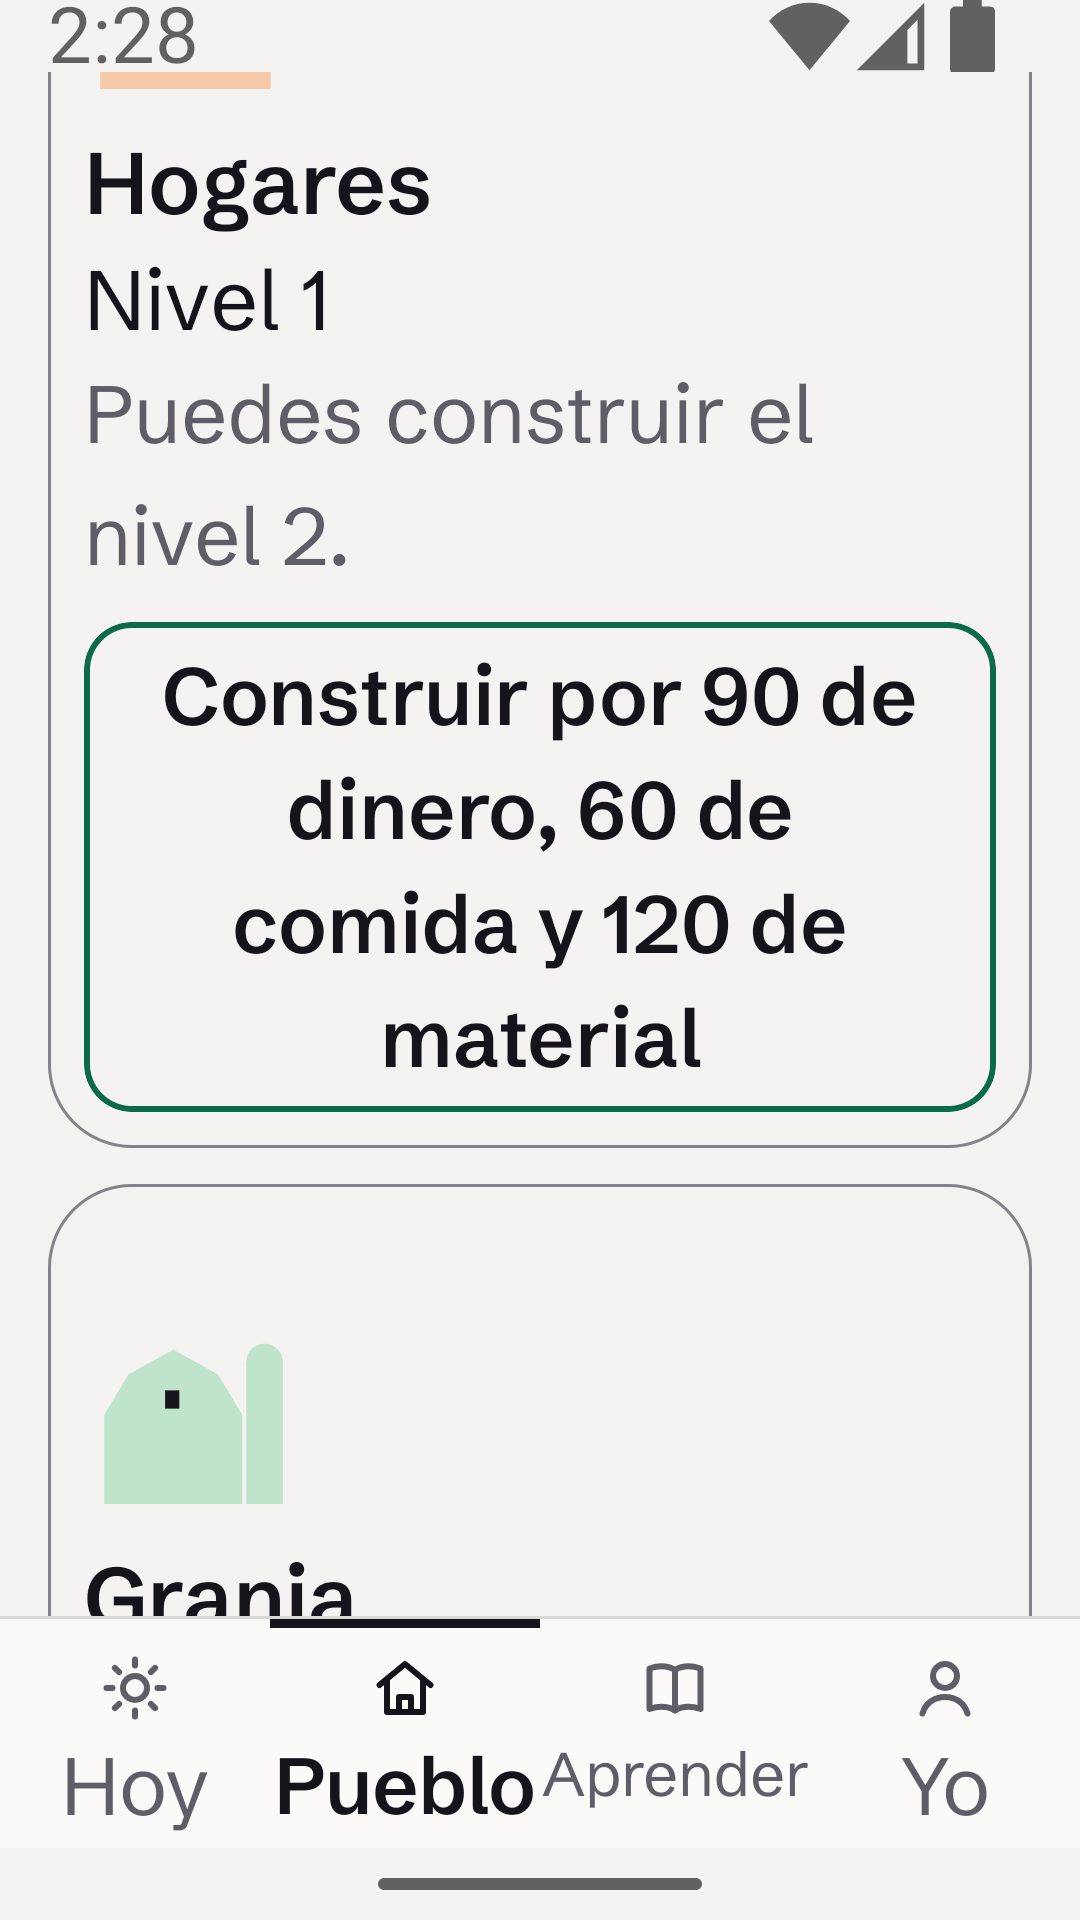 2:28
Hogares
Nivel 1
Puedes construir el
nivel 2.
Construir por 90 de
dinero, 60 de
comida y 120 de
material
Granja
Hoy
Pueblo
Aprender
Yo